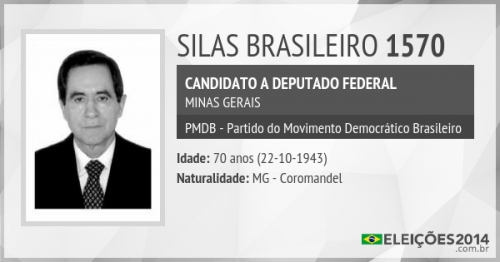 SILAS BRASILEIRO 1570
CANDIDATO A DEPUTADO FEDERAL
MINAS GERAIS
PMDB - Partido do Movimento Democrático Brasileiro
Idade: 70 anos (22-10-1943)
Naturalidade: MG - Coromandel
ELEIÇÕES2014
.com.br